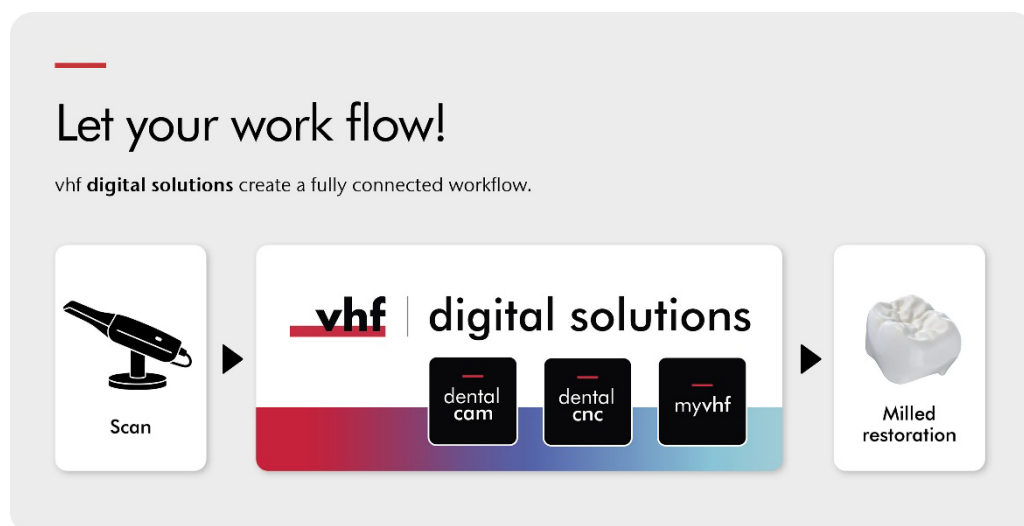 Let your work flow!
vhf digital solutions create a fully connected workflow.
Scan
vhf | digital solutions
dental
cam
dental
cnc
myvhf
Milled
restoration